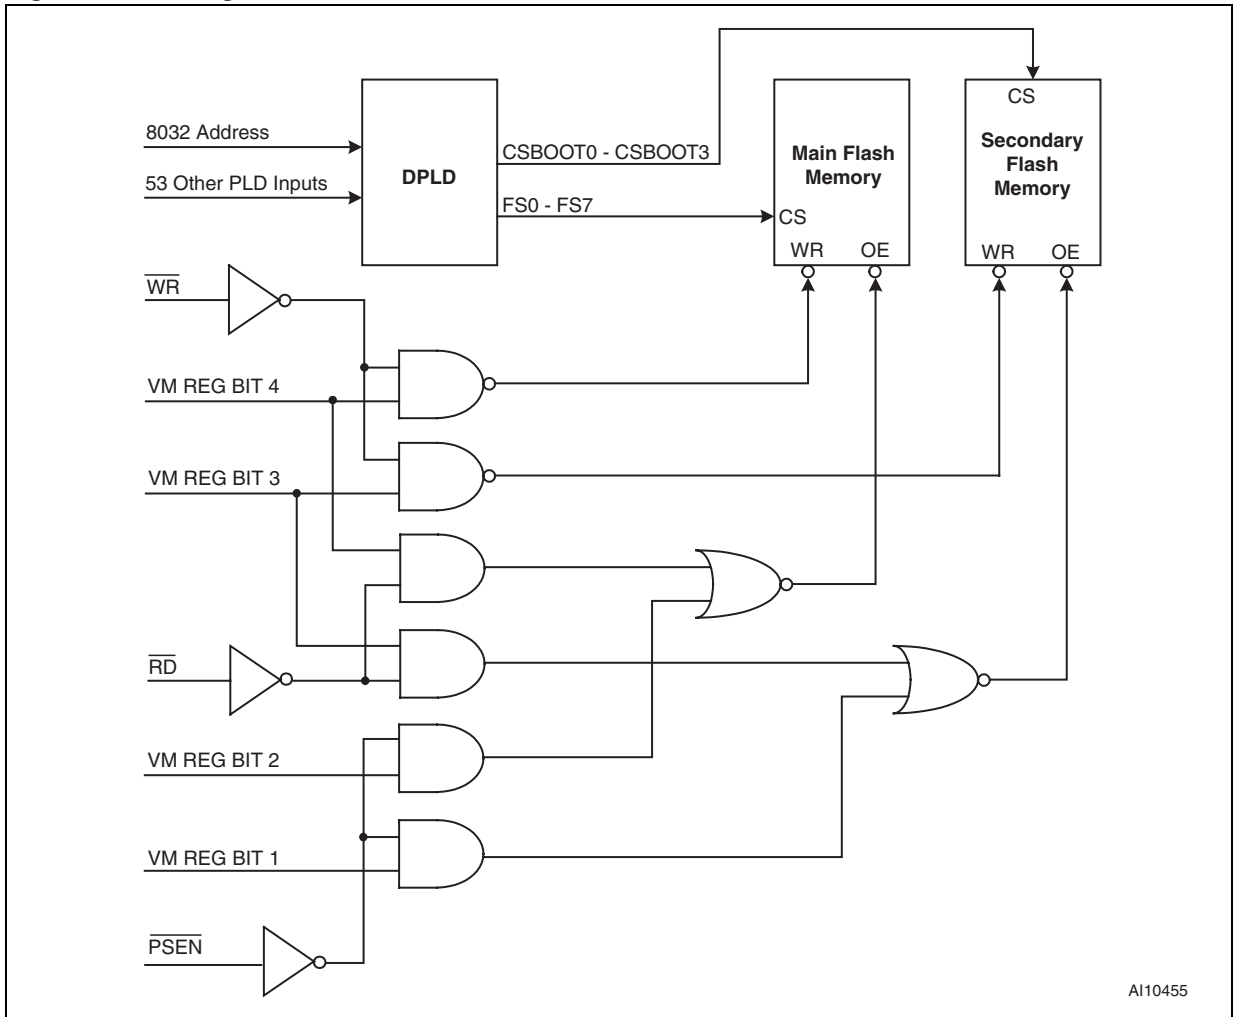 CS
8032 Address
53 Other PLD Inputs
DPLD
CSBOOT0 - CSBOOT3
FS0 - FS7
Main Flash
Memory
CS
WR OE
Secondary
Flash
Memory
WR OE
WR
VM REG BIT 4
VM REG BIT 3
RD
VM REG BIT 2
VM REG BIT 1
PSEN
AI10455